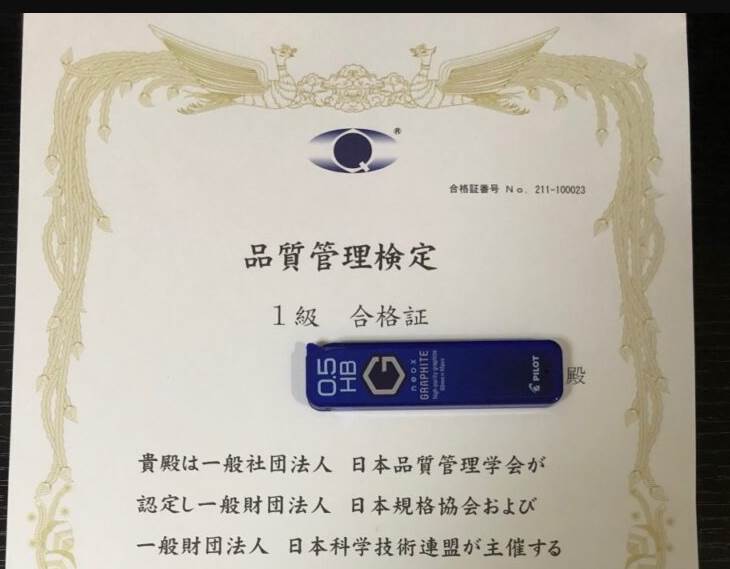 Q®
合格証番号 No. 211-100023
品質管理検定
1級 合格証
殿
0.5
HB
G
neox
GRAPHITE
PILOT
貴殿は一般社団法人 日本品質管理学会が
認定し一般財団法人 日本規格協会および
一般財団法人 日本科学技術連盟が主催する